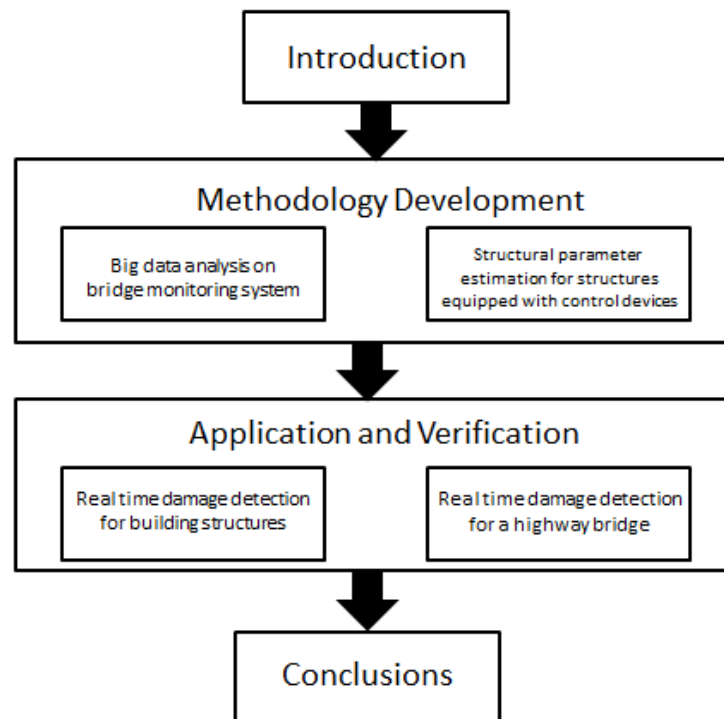 Introduction
Methodology Development
Big data analysis on
bridge monitoring system
Structural parameter
estimation for structures
equipped with control devices
Application and Verification
Real time damage detection
for building structures
Real time damage detection
for a highway bridge
Conclusions